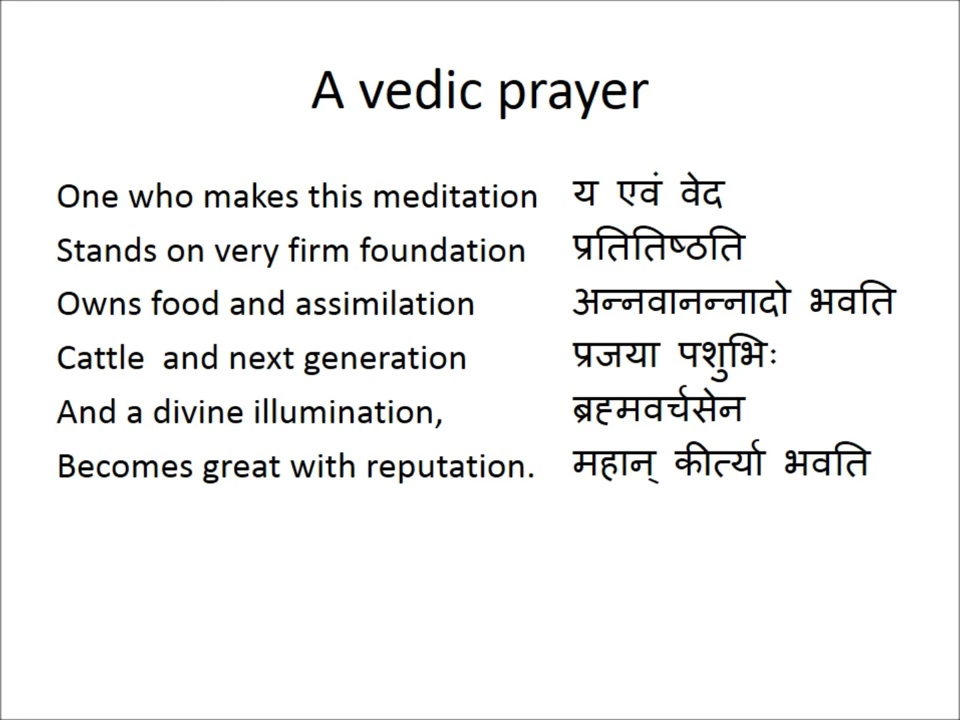 A vedic prayer
One who makes this meditation य एवं वेद
Stands on very firm foundation प्रतितिष्ठति
Owns food and assimilation अन्नवानन्नादो भवति
Cattle and next generation प्रजया पशुभिः
And a divine illumination, ब्रह्मवर्चसेन
Becomes great with reputation. महान् कीर्त्या भवति